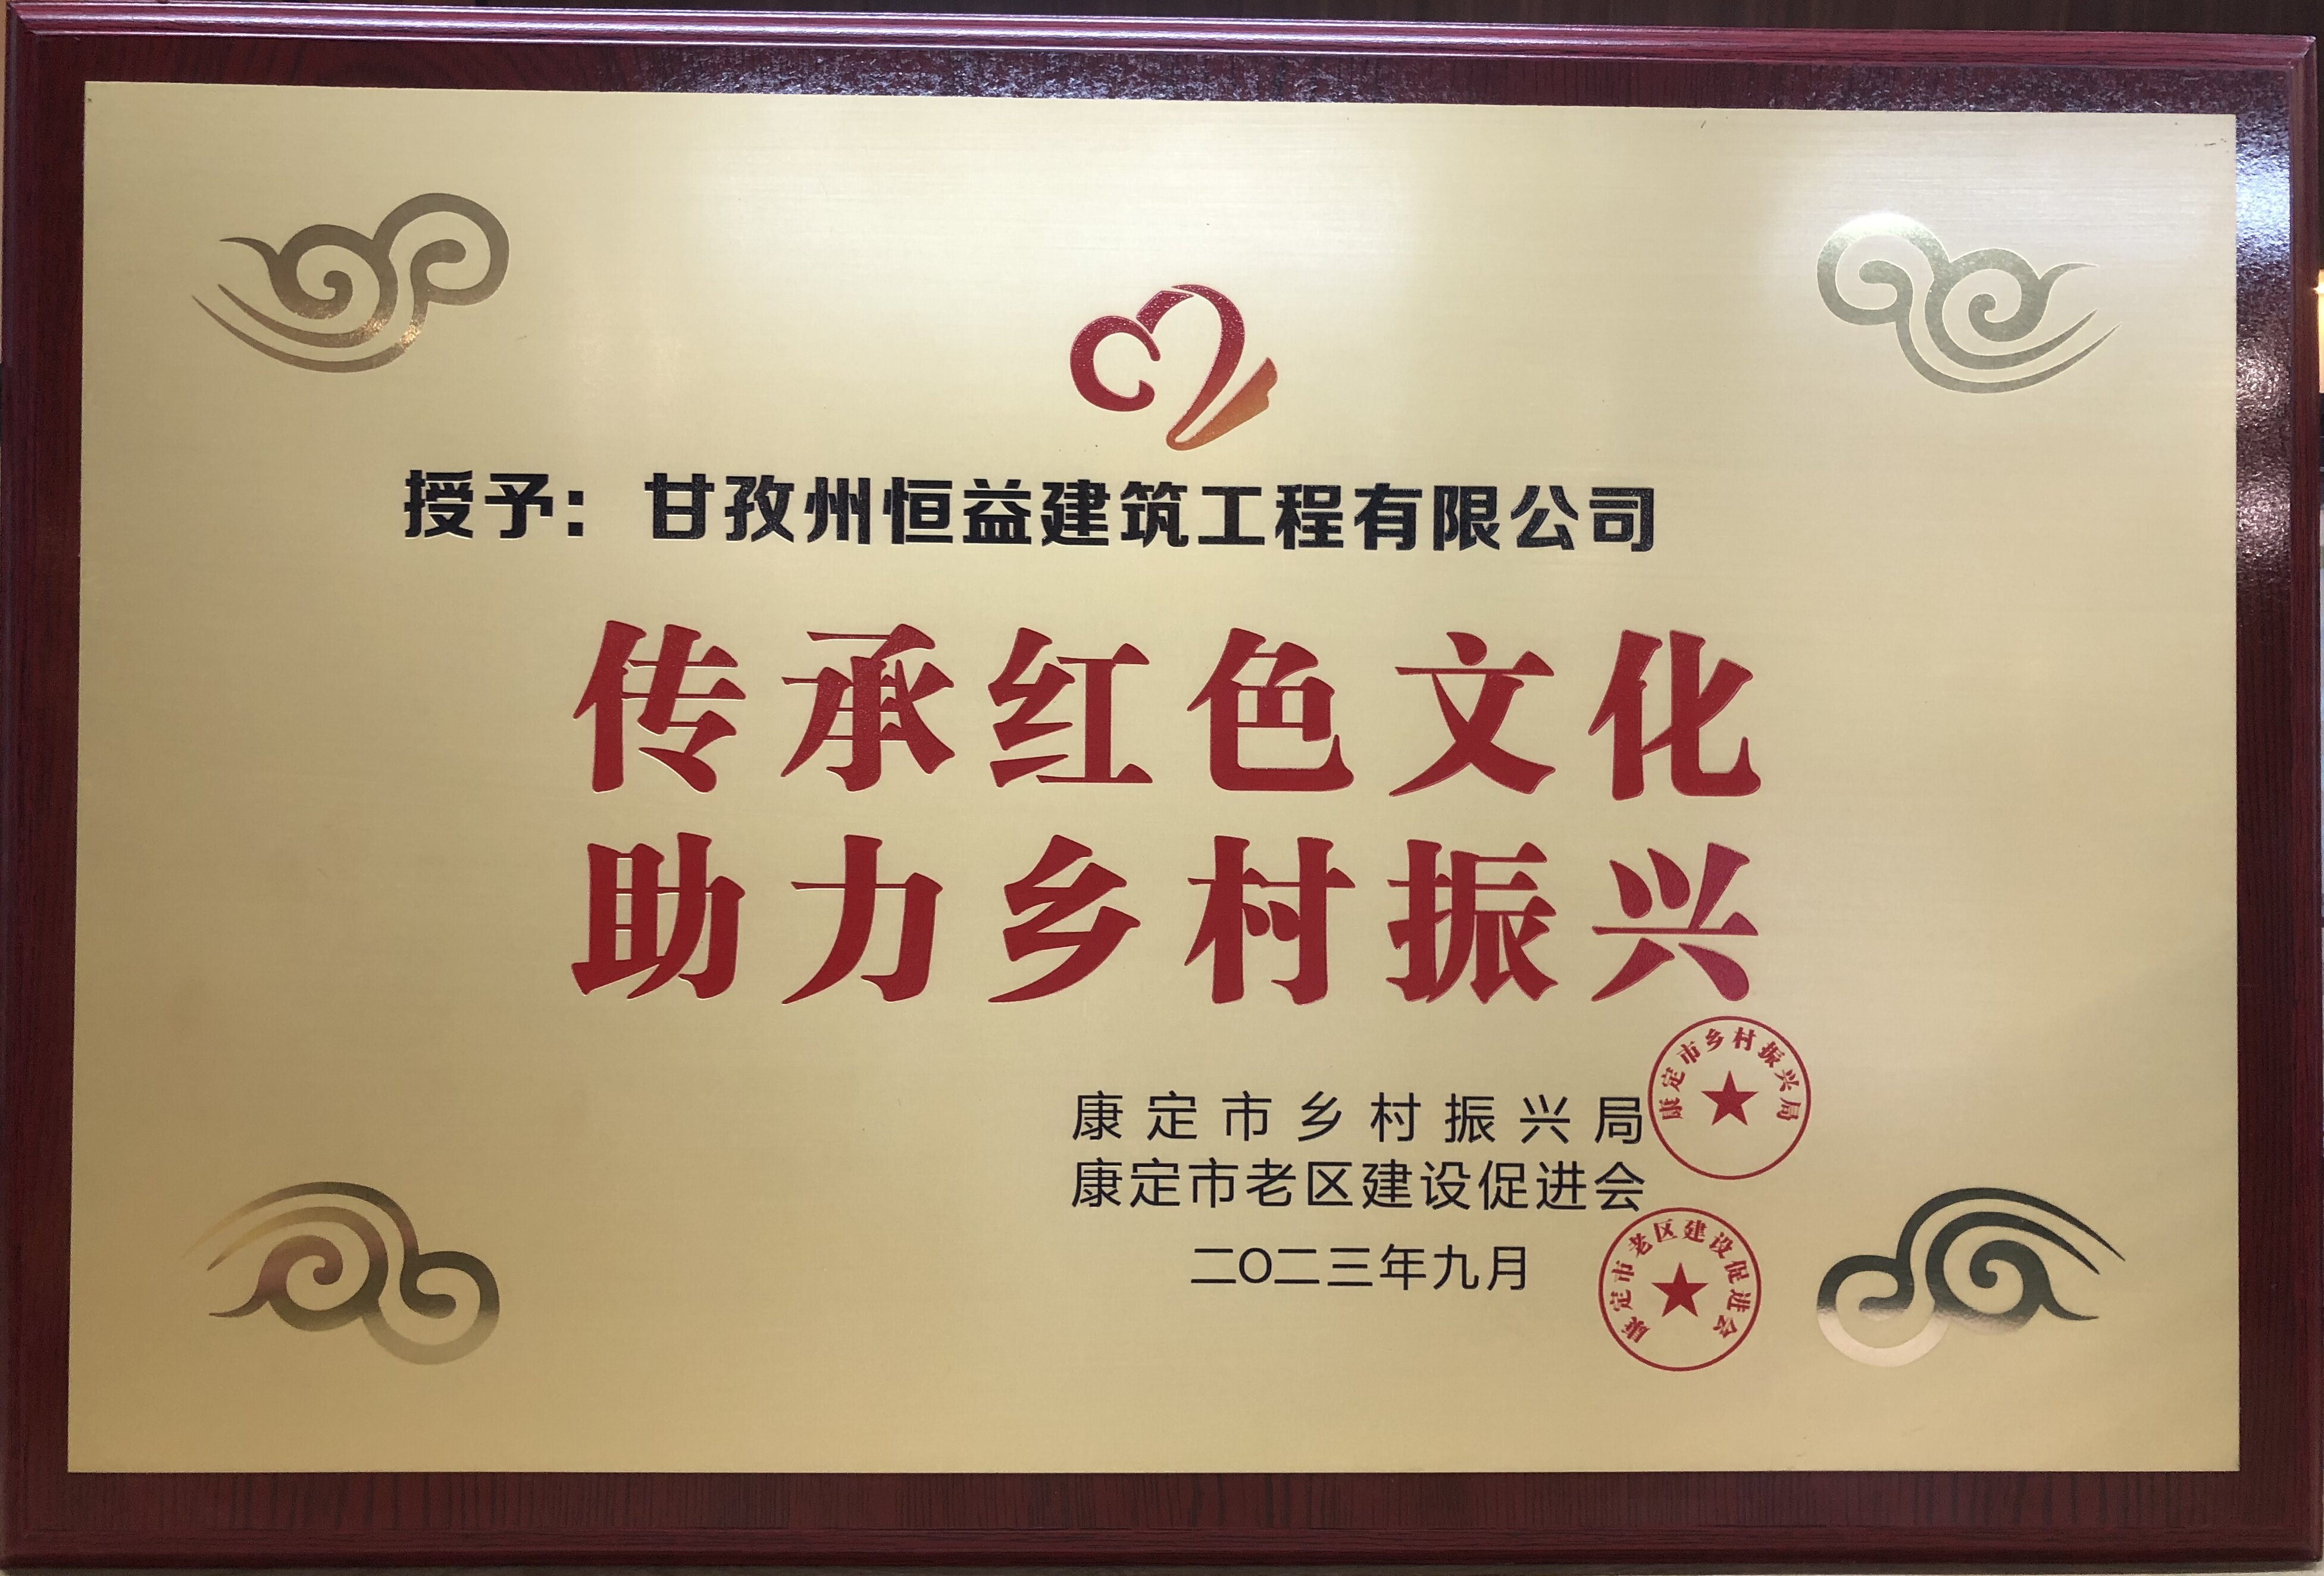 授予：甘孜州恒益建筑工程有限公司
传承红色文化
助力乡村振兴
康定市乡村振兴局
康定市老区建设促进会
二〇二三年九月
康定市乡村振兴局
康定市老区建设促进会